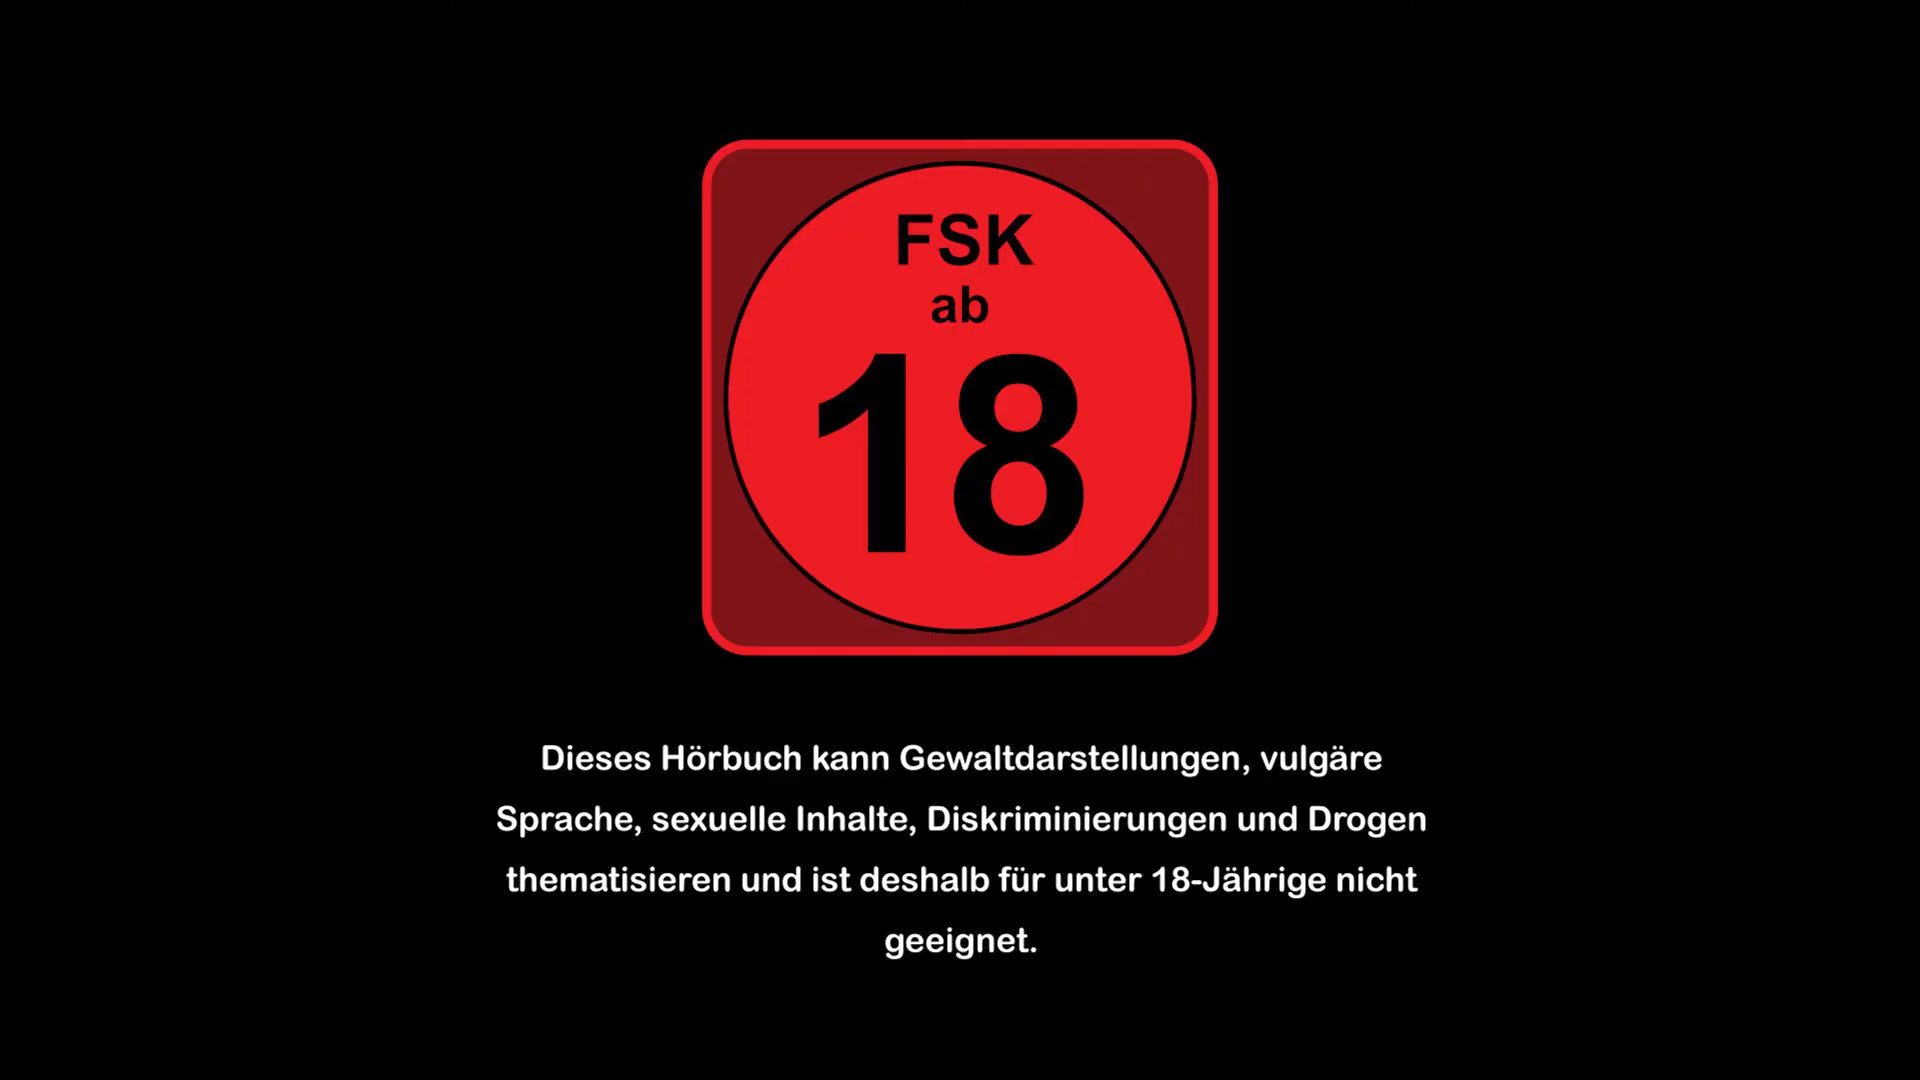 FSK
ab
18
Dieses Hörbuch kann Gewaltdarstellungen, vulgäre
Sprache, sexuelle Inhalte, Diskriminierungen und Drogen
thematisieren und ist deshalb für unter 18-Jährige nicht
geeignet.